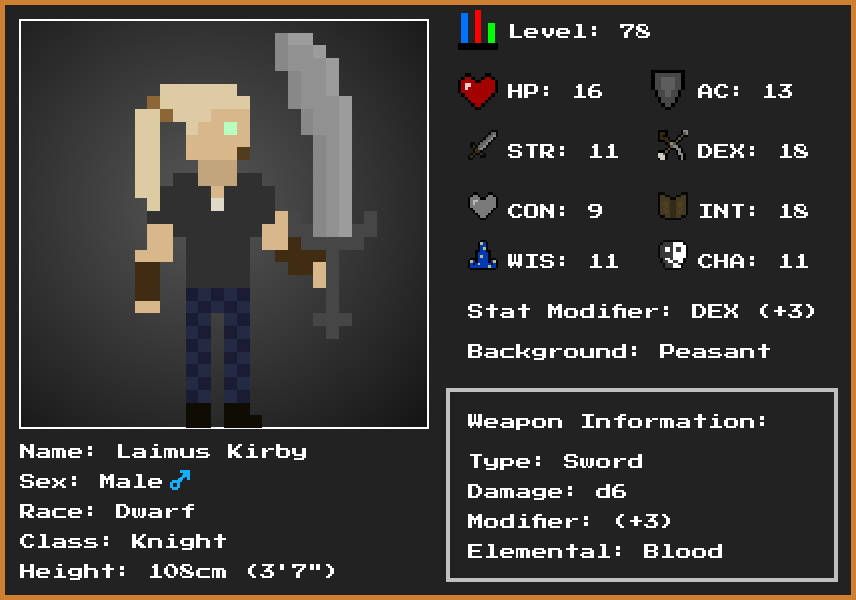 Level: 78
HP: 16
AC: 13
STR: 11
DEX: 18
CON: 9
INT: 18
WIS: 11
CHA: 11
Stat Modifier: DEX (+3)
Background: Peasant
Weapon Information:
Type: Sword
Damage: d6
Modifier: (+3)
Elemental: Blood
Name: Laimus Kirby
Sex: Male ♂
Race: Dwarf
Class: Knight
Height: 108cm (3'7")